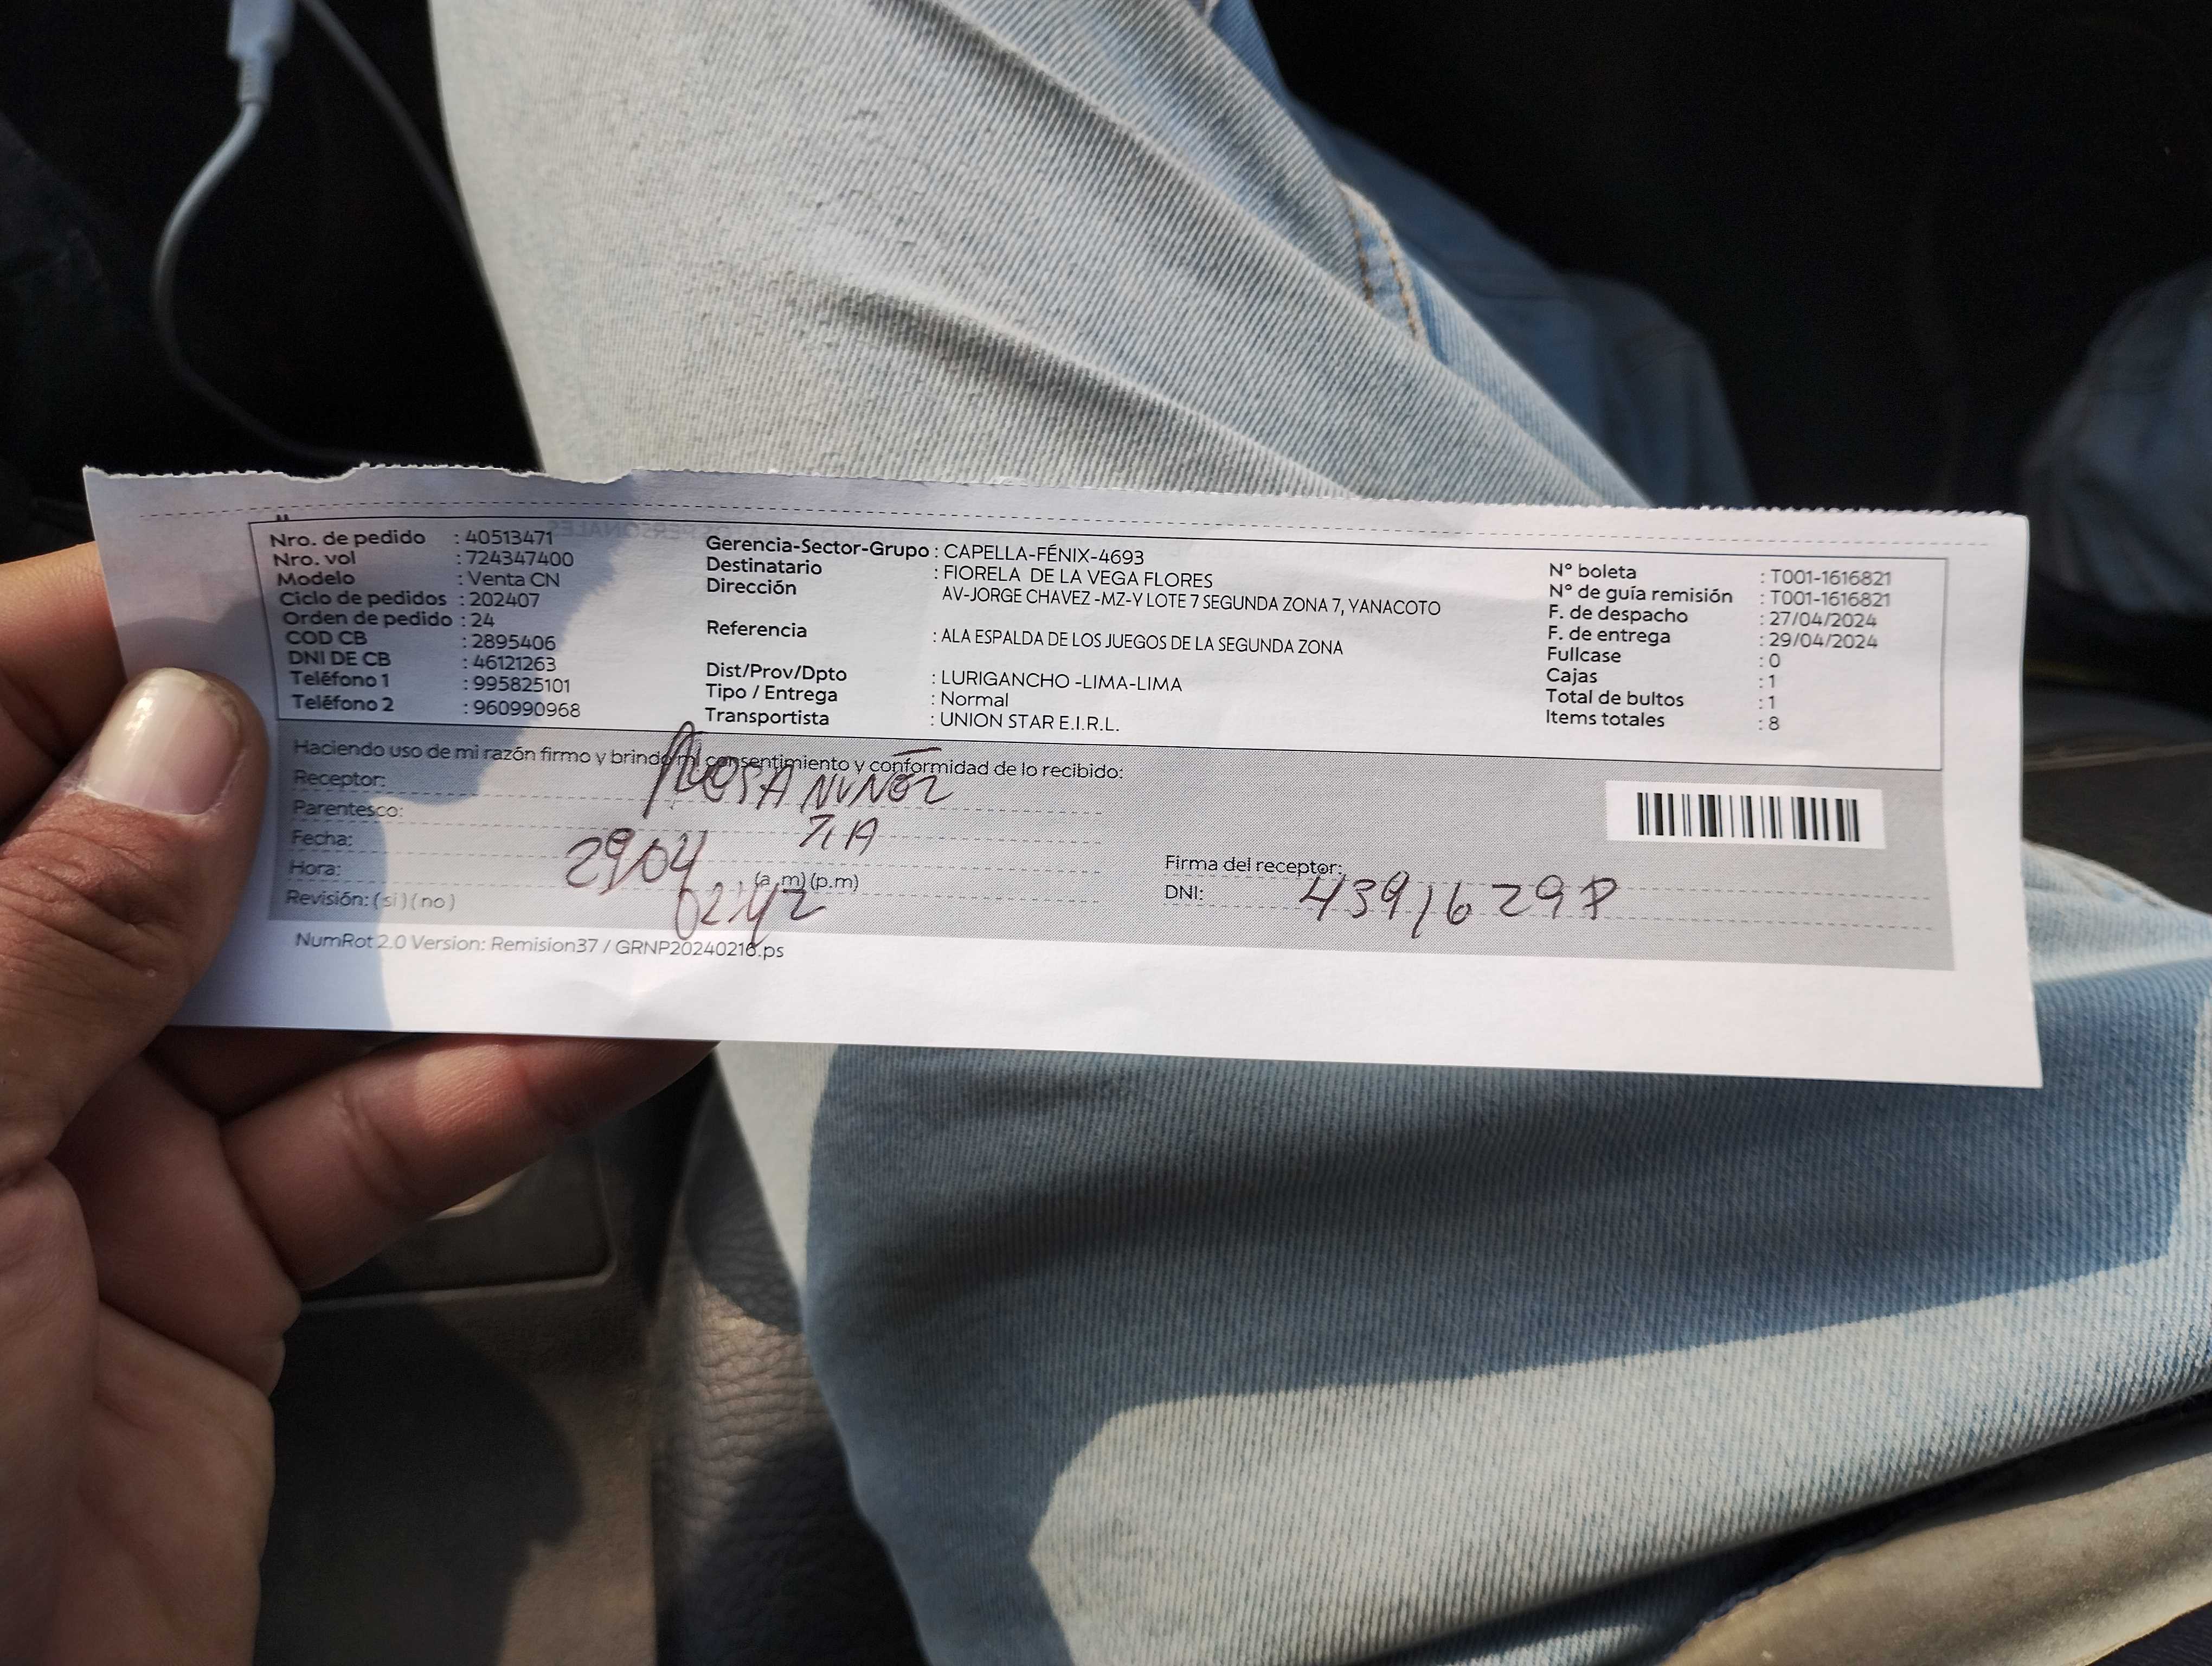 Nro. de pedido : 40513471
Nro. vol : 724347400
Modelo : Venta CN
Ciclo de pedidos : 202407
Orden de pedido : 24
COD CB : 2895406
DNI DE CB : 46121263
Teléfono 1 : 995825101
Teléfono 2 : 960990968
Gerencia-Sector-Grupo : CAPELLA-FÉNIX-4693
Destinatario : FIORELA DE LA VEGA FLORES
Dirección AV-JORGE CHAVEZ -MZ-Y LOTE 7 SEGUNDA ZONA 7, YANACOTO
Referencia : ALA ESPALDA DE LOS JUEGOS DE LA SEGUNDA ZONA
Dist/Prov/Dpto : LURIGANCHO -LIMA-LIMA
Tipo / Entrega : Normal
Transportista : UNION STAR E.I.R.L.
N° boleta : T001-1616821
N° de guía remisión : T001-1616821
F. de despacho : 27/04/2024
F. de entrega : 29/04/2024
Fullcase : 0
Cajas : 1
Total de bultos : 1
Items totales : 8
Haciendo uso de mi razón firmo y brindo mi consentimiento y conformidad de lo recibido:
Receptor: NUÑEZ
Parentesco: TIA
Fecha: 2904
Hora: 02:42 (a.m) (p.m)
Revisión: (si) (no)
Firma del receptor:
DNI: 4391629
NumRot 2.0 Version: Remision37 / GRNP20240216.ps